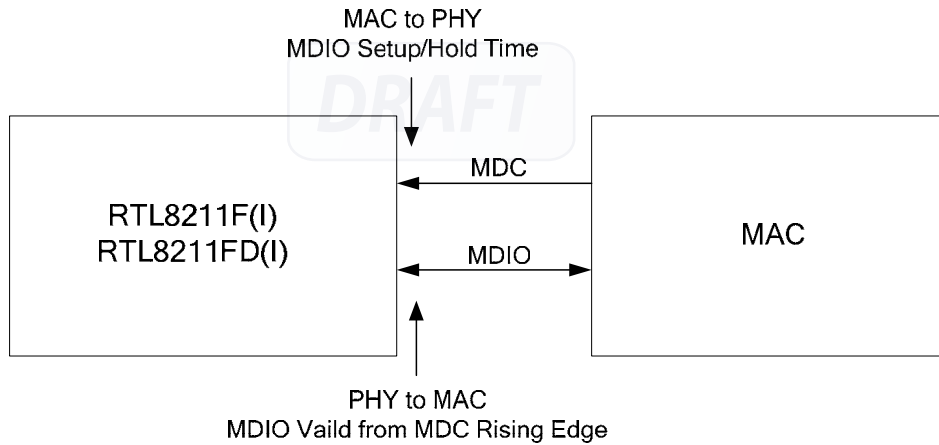 MAC to PHY
MDIO Setup/Hold Time
DRAFT
MDC
RTL8211F(I)
RTL8211FD(I)
MAC
MDIO
PHY to MAC
MDIO Vaild from MDC Rising Edge